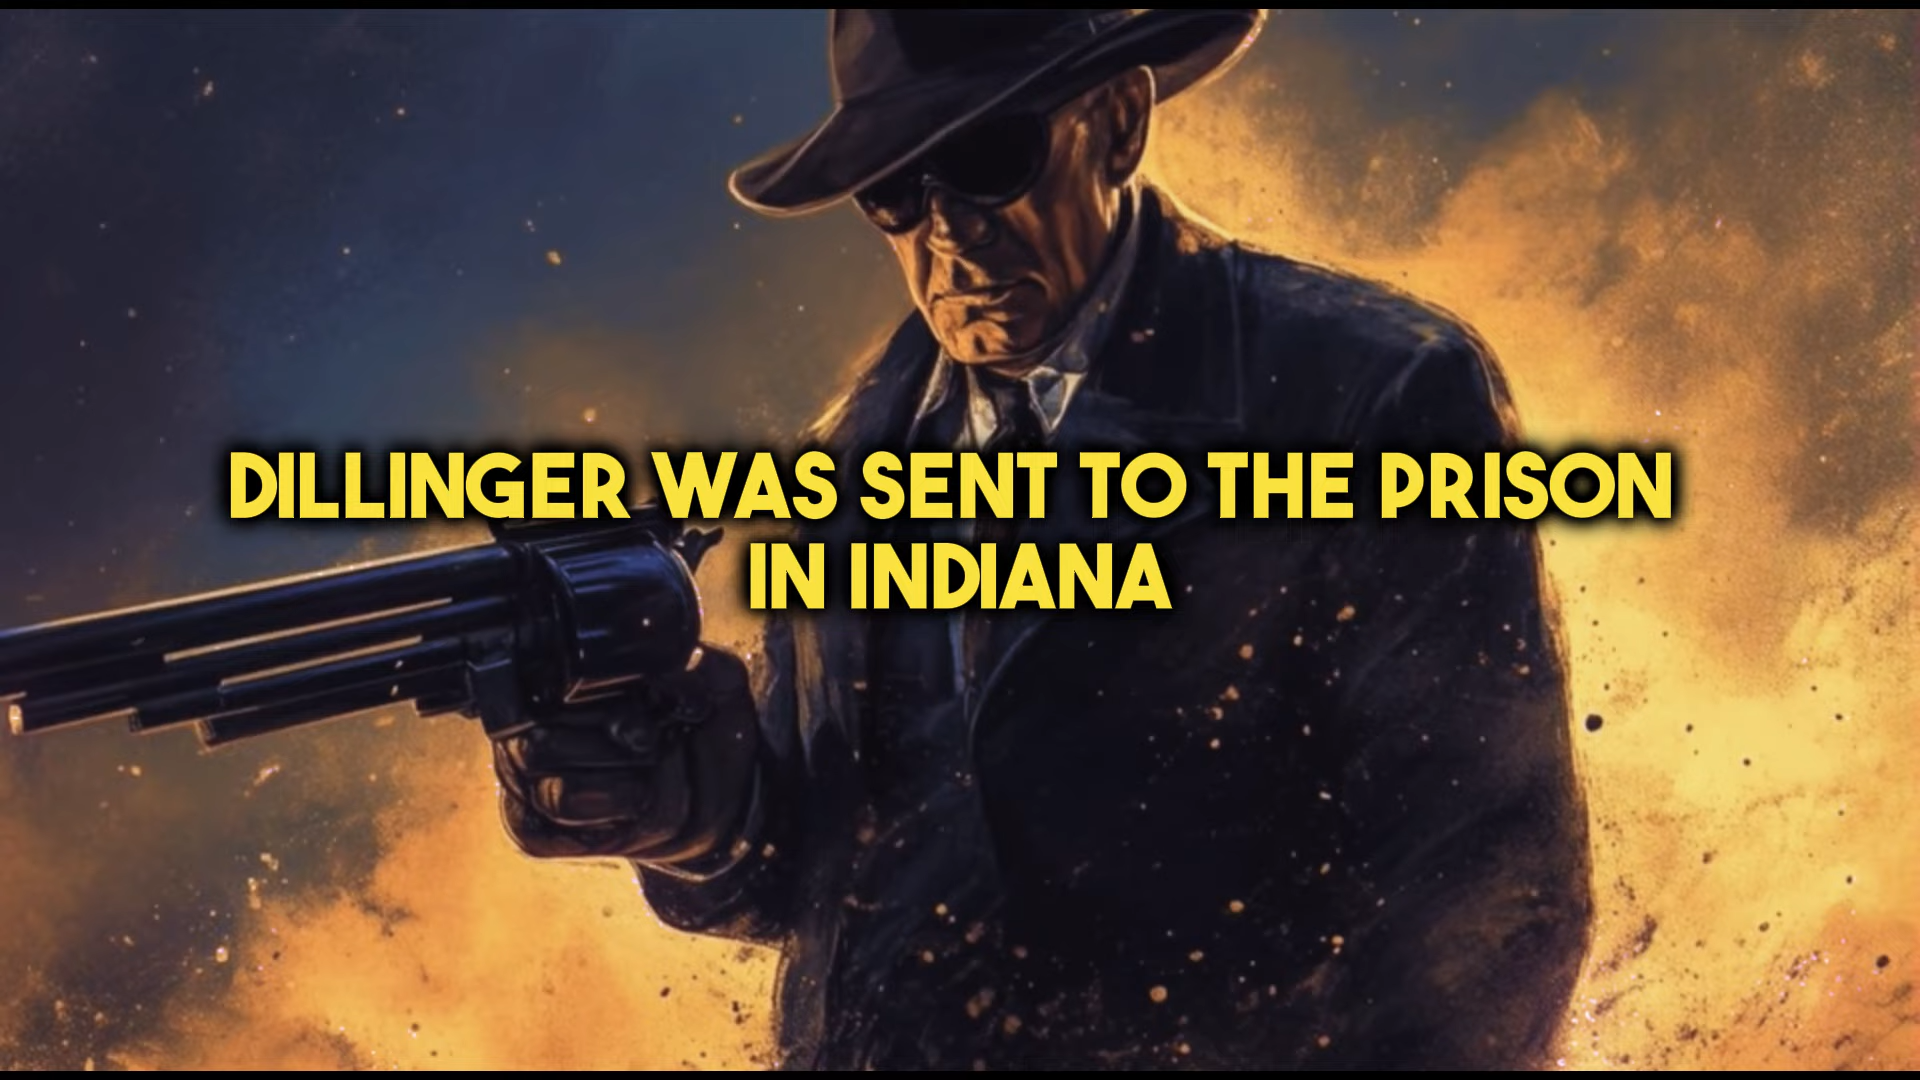 DILLINGER WAS SENT TO THE PRISON
IN INDIANA